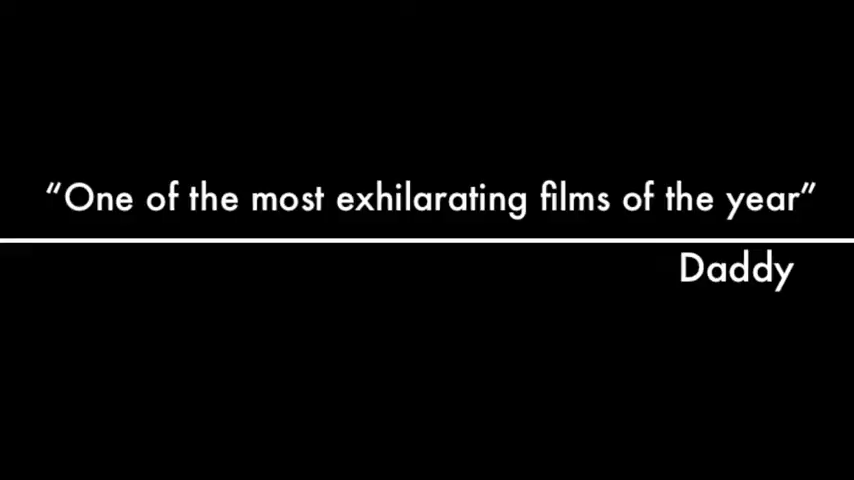 “One of the most exhilarating films of the year”
Daddy